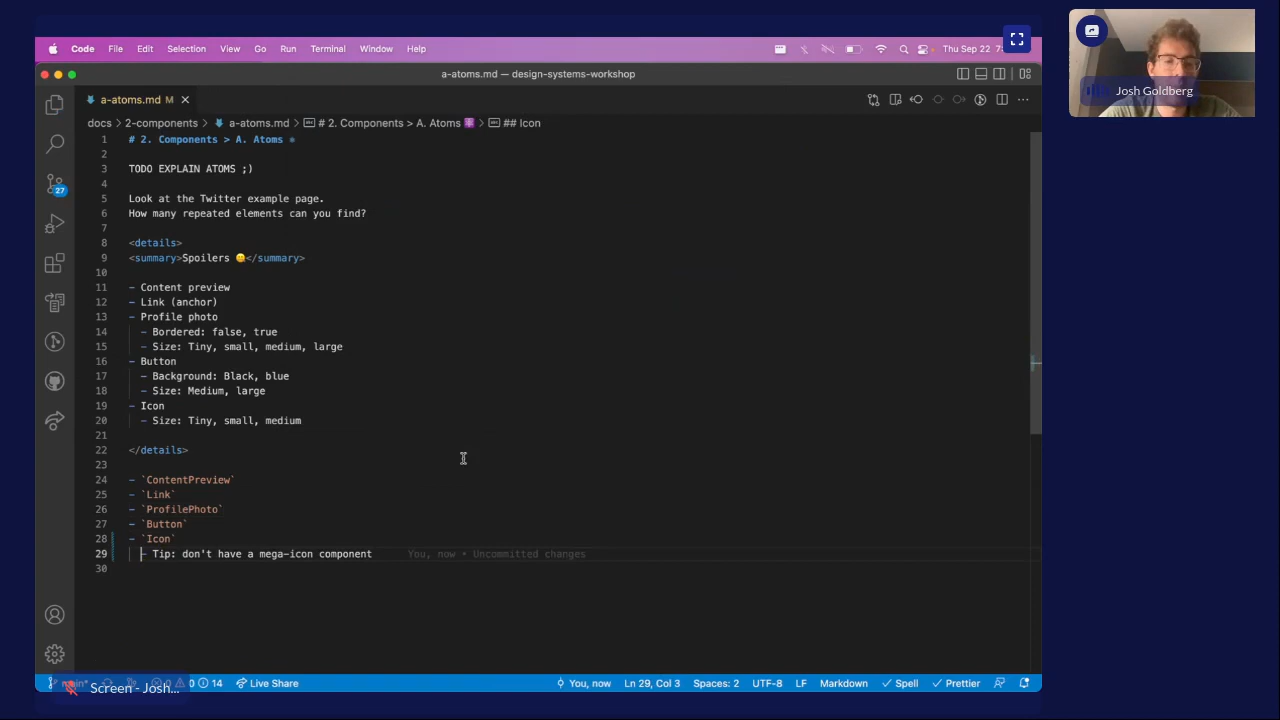 Code File Edit Selection View Go Run Terminal Window Help Thu Sep 22 7:
Josh Goldberg
a-atoms.md — design-systems-workshop
a-atoms.md M
docs > 2-components > a-atoms.md > # 2. Components > A. Atoms ⚛ > ## Icon
1 # 2. Components > A. Atoms ⚛
2
3 TODO EXPLAIN ATOMS ;)
4
5 Look at the Twitter example page.
6 How many repeated elements can you find?
7
8 <details>
9 <summary>Spoilers 😄</summary>
10
11 - Content preview
12 - Link (anchor)
13 - Profile photo
14 - Bordered: false, true
15 - Size: Tiny, small, medium, large
16 - Button
17 - Background: Black, blue
18 - Size: Medium, large
19 - Icon
20 - Size: Tiny, small, medium
21
22 </details>
23
24 - `ContentPreview`
25 - `Link`
26 - `ProfilePhoto`
27 - `Button`
28 - `Icon`
29 - Tip: don't have a mega-icon component You, now • Uncommitted changes
30
27
main* 0 0 14 Live Share You, now Ln 29, Col 3 Spaces: 2 UTF-8 LF Markdown Spell Prettier
Screen - Josh...